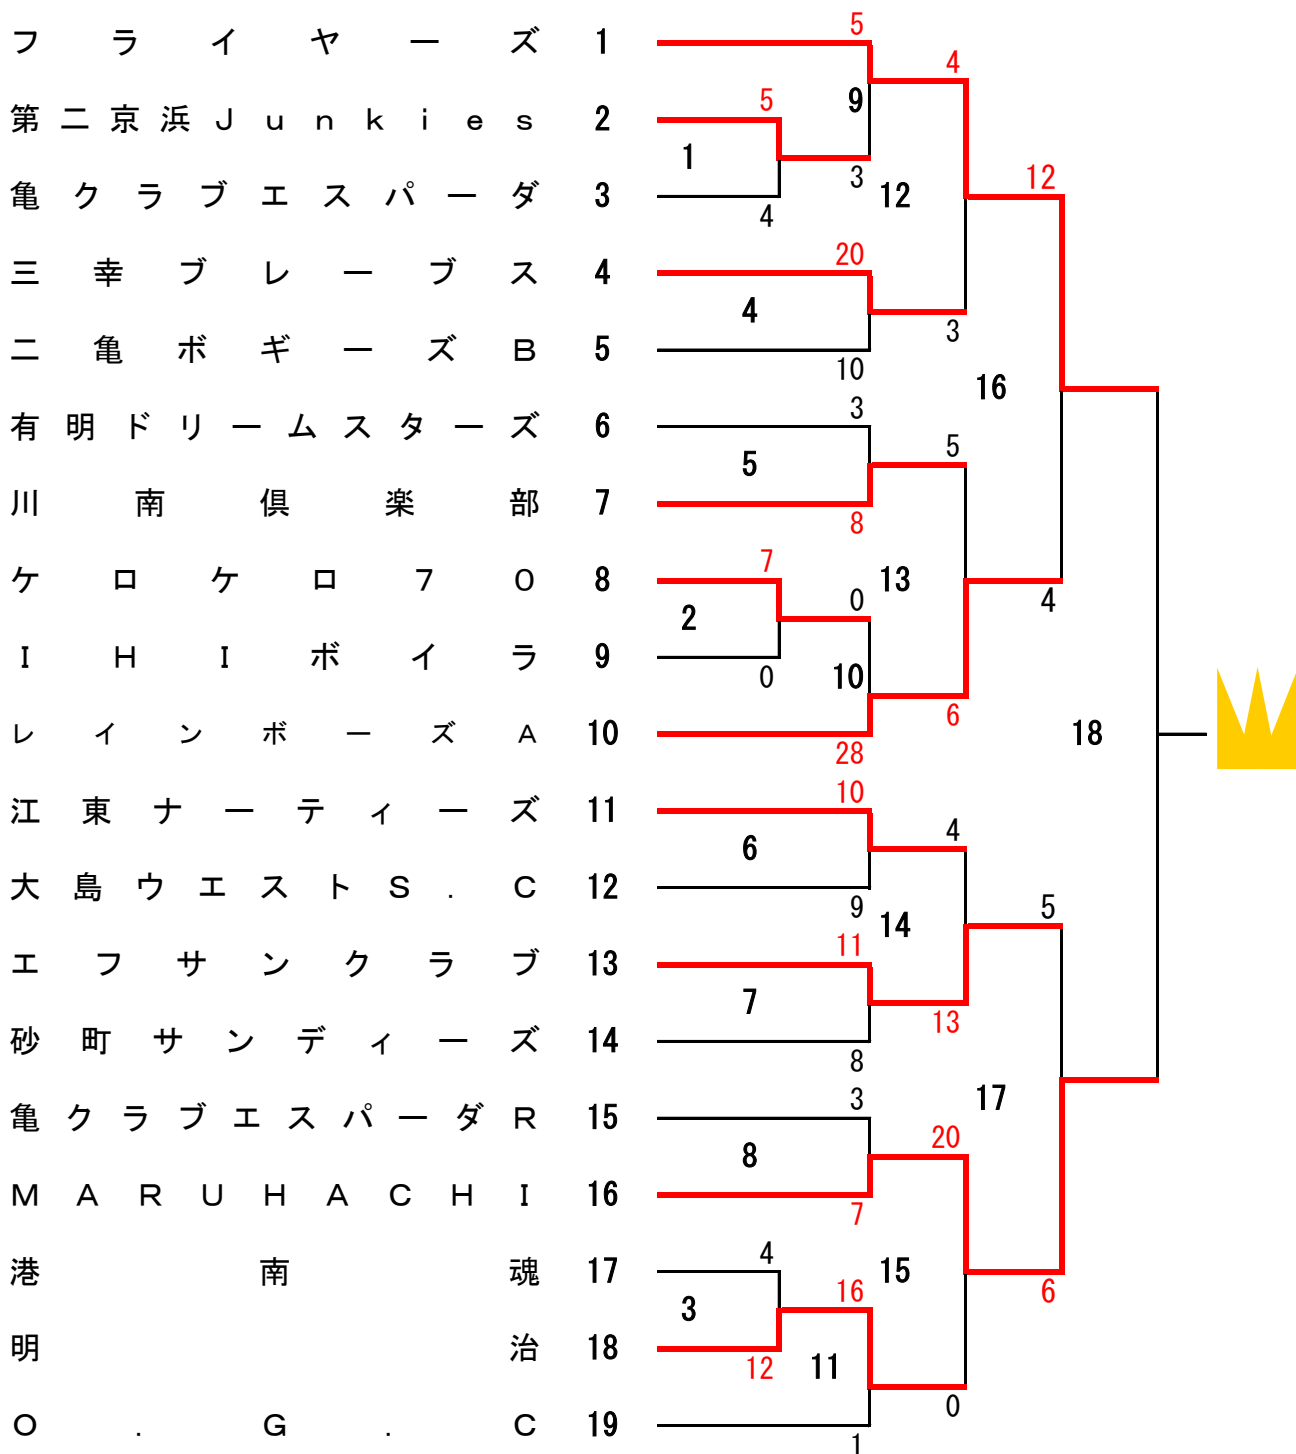 5
フライヤーズ 1
4
9
5
第二京浜Junkies 2
1
3
12
12
亀クラブエスパーダ 3
4
20
三幸ブレーブス 4
4
3
二亀ボギーズB 5
10
16
3
有明ドリームスターズ 6
5
5
川南倶楽部 7
8
7
ケロケロ70 8
13
0
4
2
IHIボイラ 9
0
10
6
レインボーズA 10
18
28
10
江東ナーティーズ 11
4
6
大島ウエストS.C 12
9
5
14
11
エフサンクラブ 13
7
13
砂町サンディーズ 14
8
17
3
亀クラブエスパーダR 15
20
8
MARUHACHI 16
7
4
港南魂 17
15
16
6
3
明治 18
12
11
0
O.G.C 19
1